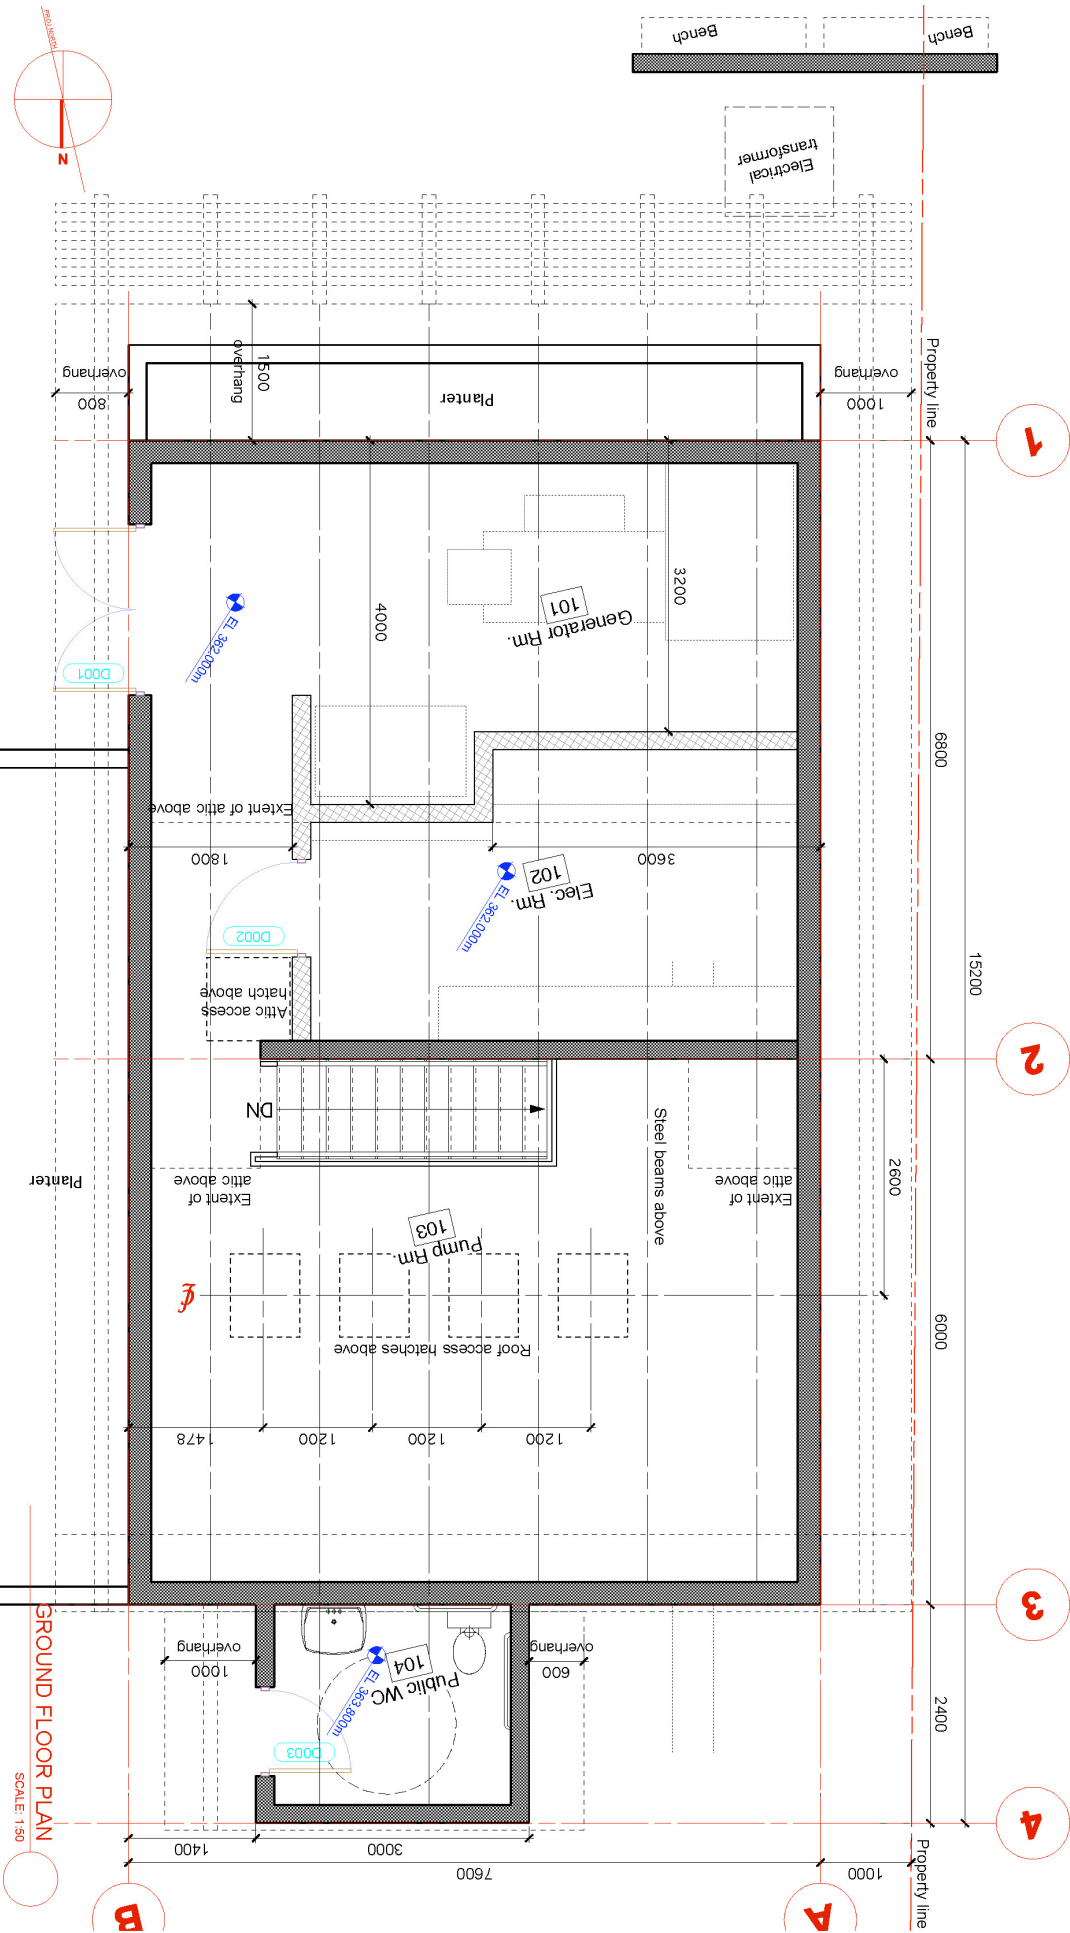 PROJ NORTH
N
Bench
Bench
Electrical
transformer
Property line
1500
overhang
overhang
800
Planter
overhang
1000
1
3200
4000
101
Generator Rm.
EL 362.000m
D001
6800
Extent of attic above
1800
3600
102
Elec. Rm.
EL 362.000m
D002
Attic access
hatch above
15200
2
DN
Steel beams above
2600
Extent of
attic above
Extent of
attic above
Planter
103
Pump Rm.
Roof access hatches above
6000
1478
1200
1200
1200
3
GROUND FLOOR PLAN
SCALE: 1:50
overhang
1000
overhang
600
104
Public WC
EL 363.800m
D003
2400
4
1400
3000
7600
1000
Property line
B
A